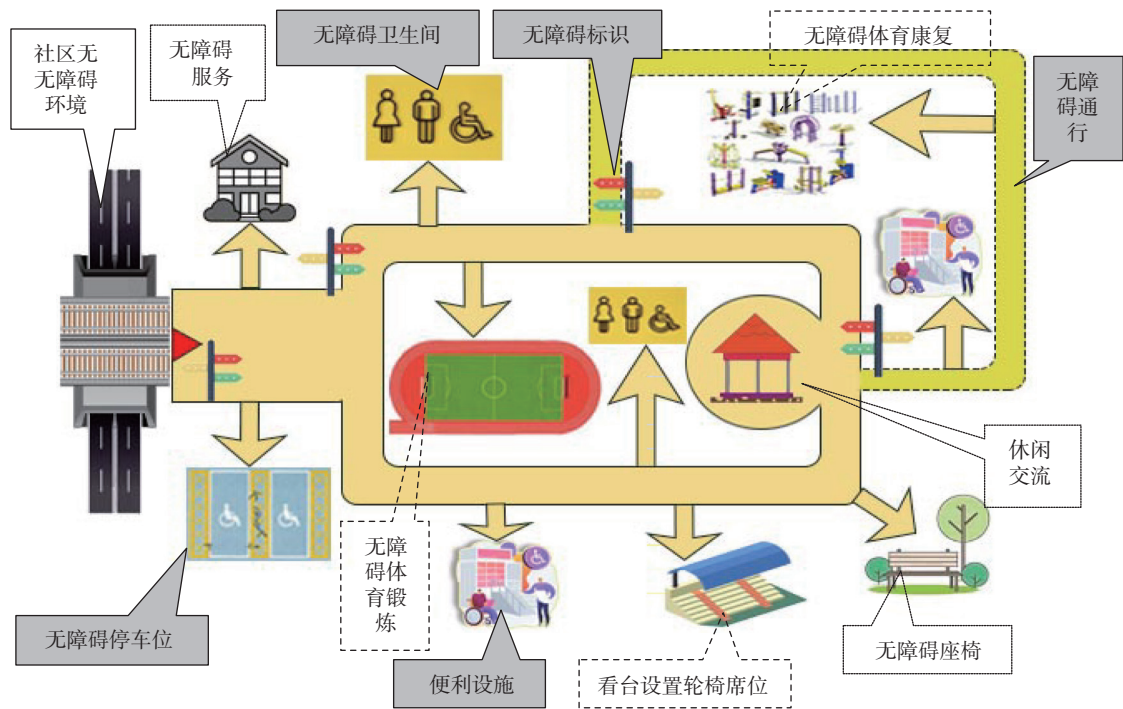 社区无
无障碍
环境
无障碍
服务
无障碍卫生间
无障碍标识
无障碍体育康复
无障
碍通
行
休闲
交流
无障
碍体
育锻
炼
无障碍停车位
便利设施
看台设置轮椅席位
无障碍座椅